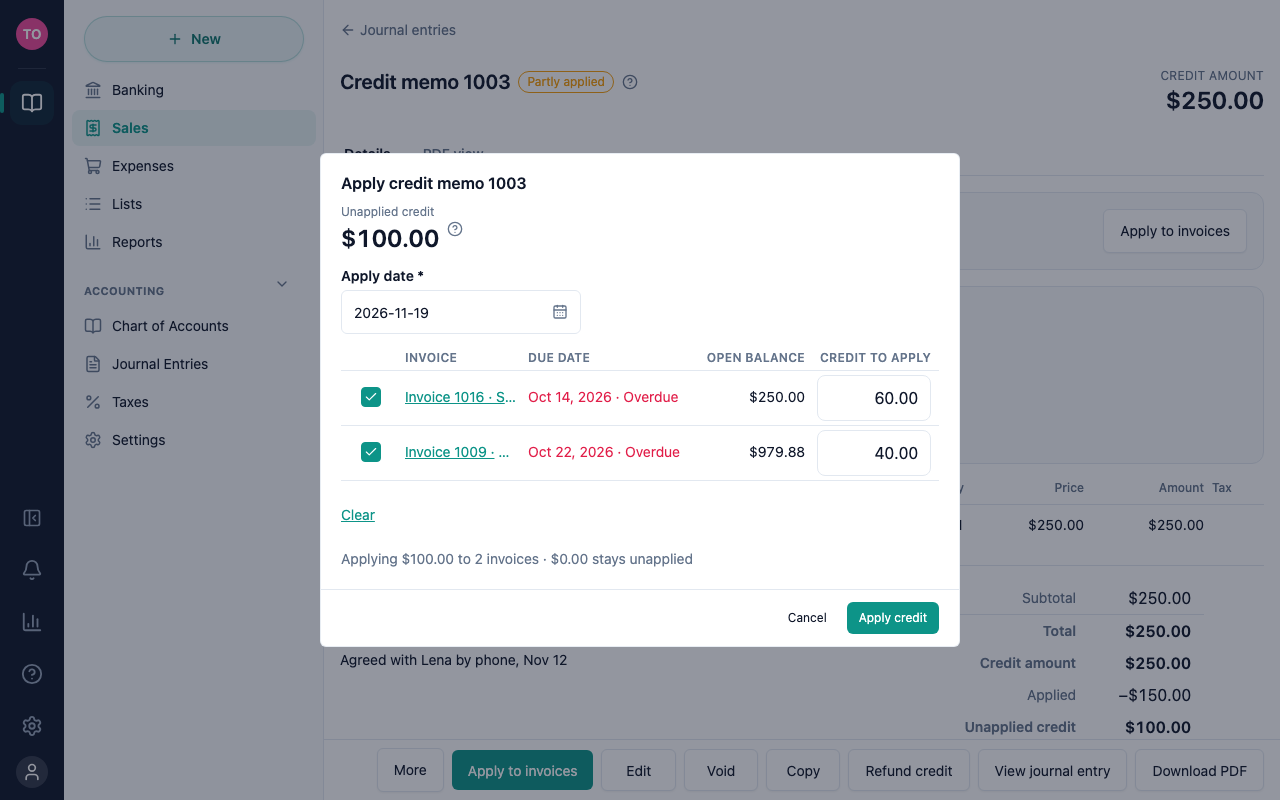 TO
New
Banking
Sales
Expenses
Lists
Reports
ACCOUNTING
Chart of Accounts
Journal Entries
Taxes
Settings
Journal entries
Credit memo 1003
Partly applied
CREDIT AMOUNT
$250.00
Apply to invoices
Apply credit memo 1003
Unapplied credit
$100.00
Apply date *
2026-11-19
INVOICE DUE DATE OPEN BALANCE CREDIT TO APPLY
Invoice 1016 · S... Oct 14, 2026 · Overdue $250.00 60.00
Invoice 1009 · ... Oct 22, 2026 · Overdue $979.88 40.00
Clear
Applying $100.00 to 2 invoices · $0.00 stays unapplied
Cancel Apply credit
Price Amount Tax
$250.00 $250.00
Subtotal $250.00
Total $250.00
Credit amount $250.00
Applied –$150.00
Unapplied credit $100.00
Agreed with Lena by phone, Nov 12
More Apply to invoices Edit Void Copy Refund credit View journal entry Download PDF